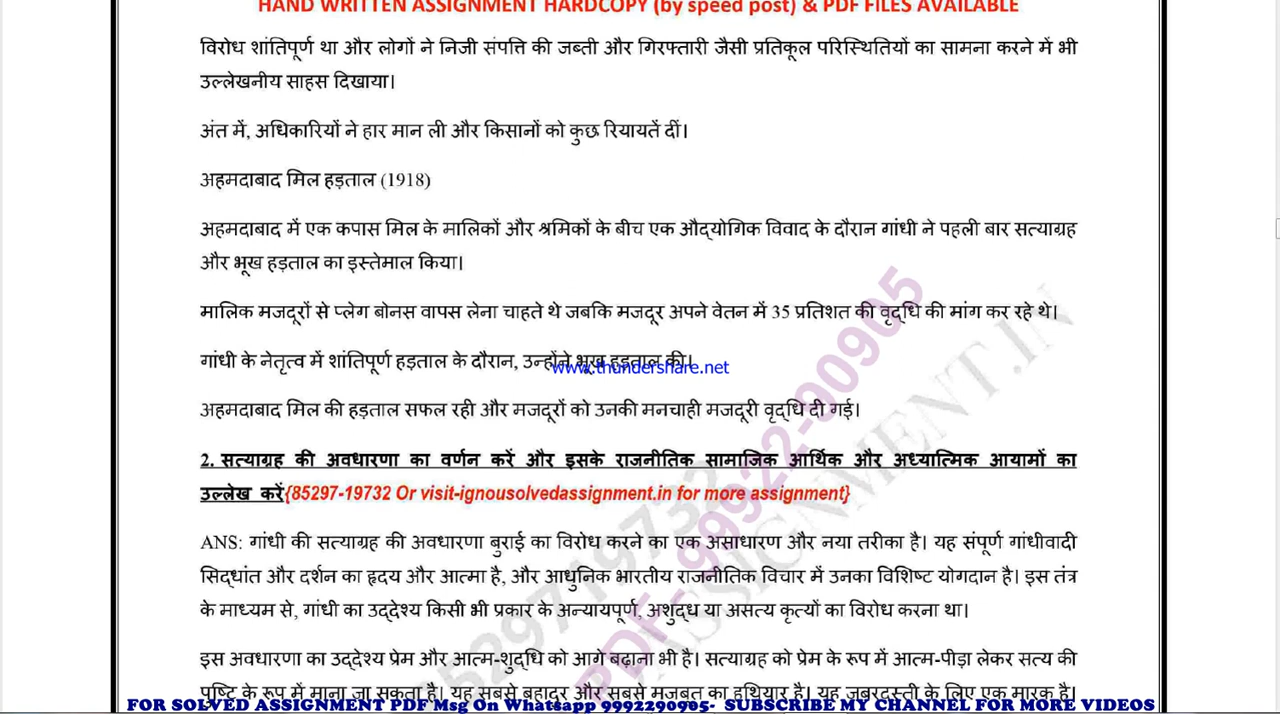 HAND WRITTEN ASSIGNMENT HARDCOPY (by speed post) & PDF FILES AVAILABLE
विरोध शांतिपूर्ण था और लोगों ने निजी संपत्ति की जब्ती और गिरफ्तारी जैसी प्रतिकूल परिस्थितियों का सामना करने में भी
उल्लेखनीय साहस दिखाया।
अंत में, अधिकारियों ने हार मान ली और किसानों को कुछ रियायतें दीं।
अहमदाबाद मिल हड़ताल (1918)
अहमदाबाद में एक कपास मिल के मालिकों और श्रमिकों के बीच एक औद्योगिक विवाद के दौरान गांधी ने पहली बार सत्याग्रह
और भूख हड़ताल का इस्तेमाल किया।
मालिक मजदूरों से प्लेग बोनस वापस लेना चाहते थे जबकि मजदूर अपने वेतन में 35 प्रतिशत की वृद्धि की मांग कर रहे थे।
गांधी के नेतृत्व में शांतिपूर्ण हड़ताल के दौरान, उन्होंने भूख हड़ताल की।
www.thundershare.net
अहमदाबाद मिल की हड़ताल सफल रही और मजदूरों को उनकी मनचाही मजदूरी वृद्धि दी गई।
2. सत्याग्रह की अवधारणा का वर्णन करें और इसके राजनीतिक सामाजिक आर्थिक और अध्यात्मिक आयामों का
उल्लेख करें{85297-19732 Or visit-ignousolvedassignment.in for more assignment}
ANS: गांधी की सत्याग्रह की अवधारणा बुराई का विरोध करने का एक असाधारण और नया तरीका है। यह संपूर्ण गांधीवादी
सिद्धांत और दर्शन का हृदय और आत्मा है, और आधुनिक भारतीय राजनीतिक विचार में उनका विशिष्ट योगदान है। इस तंत्र
के माध्यम से, गांधी का उद्देश्य किसी भी प्रकार के अन्यायपूर्ण, अशुद्ध या असत्य कृत्यों का विरोध करना था।
इस अवधारणा का उद्देश्य प्रेम और आत्म-शुद्धि को आगे बढ़ाना भी है। सत्याग्रह को प्रेम के रूप में आत्म-पीड़ा लेकर सत्य की
पुष्टि के रूप में माना जा सकता है। यह सबसे बहादुर और सबसे मजबूत का हथियार है। यह जबरदस्ती के लिए एक मारक है।
FOR SOLVED ASSIGNMENT PDF Msg On Whatsapp 9992290905- SUBSCRIBE MY CHANNEL FOR MORE VIDEOS
PDF- 99922-90905
8529719732
ASSIGNMENT.IN